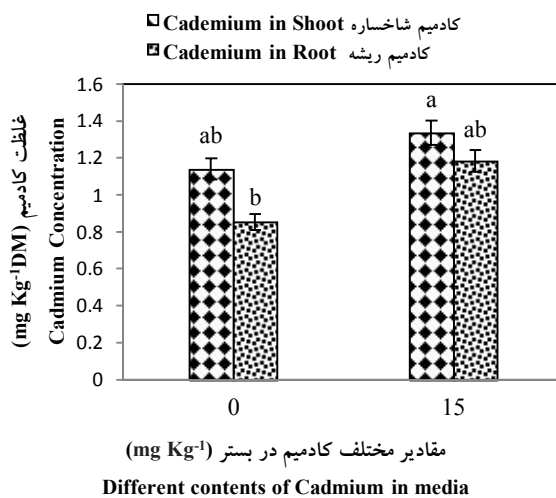 Cademium in Shoot کادمیم شاخساره
Cademium in Root کادمیم ریشه
غلظت کادمیم
Cadmium Concentration
(mg Kg-1DM)
1.6
1.4
1.2
1
0.8
0.6
0.4
0.2
0
ab
b
a
ab
0
15
مقادیر مختلف کادمیم در بستر (mg Kg-1)
Different contents of Cadmium in media